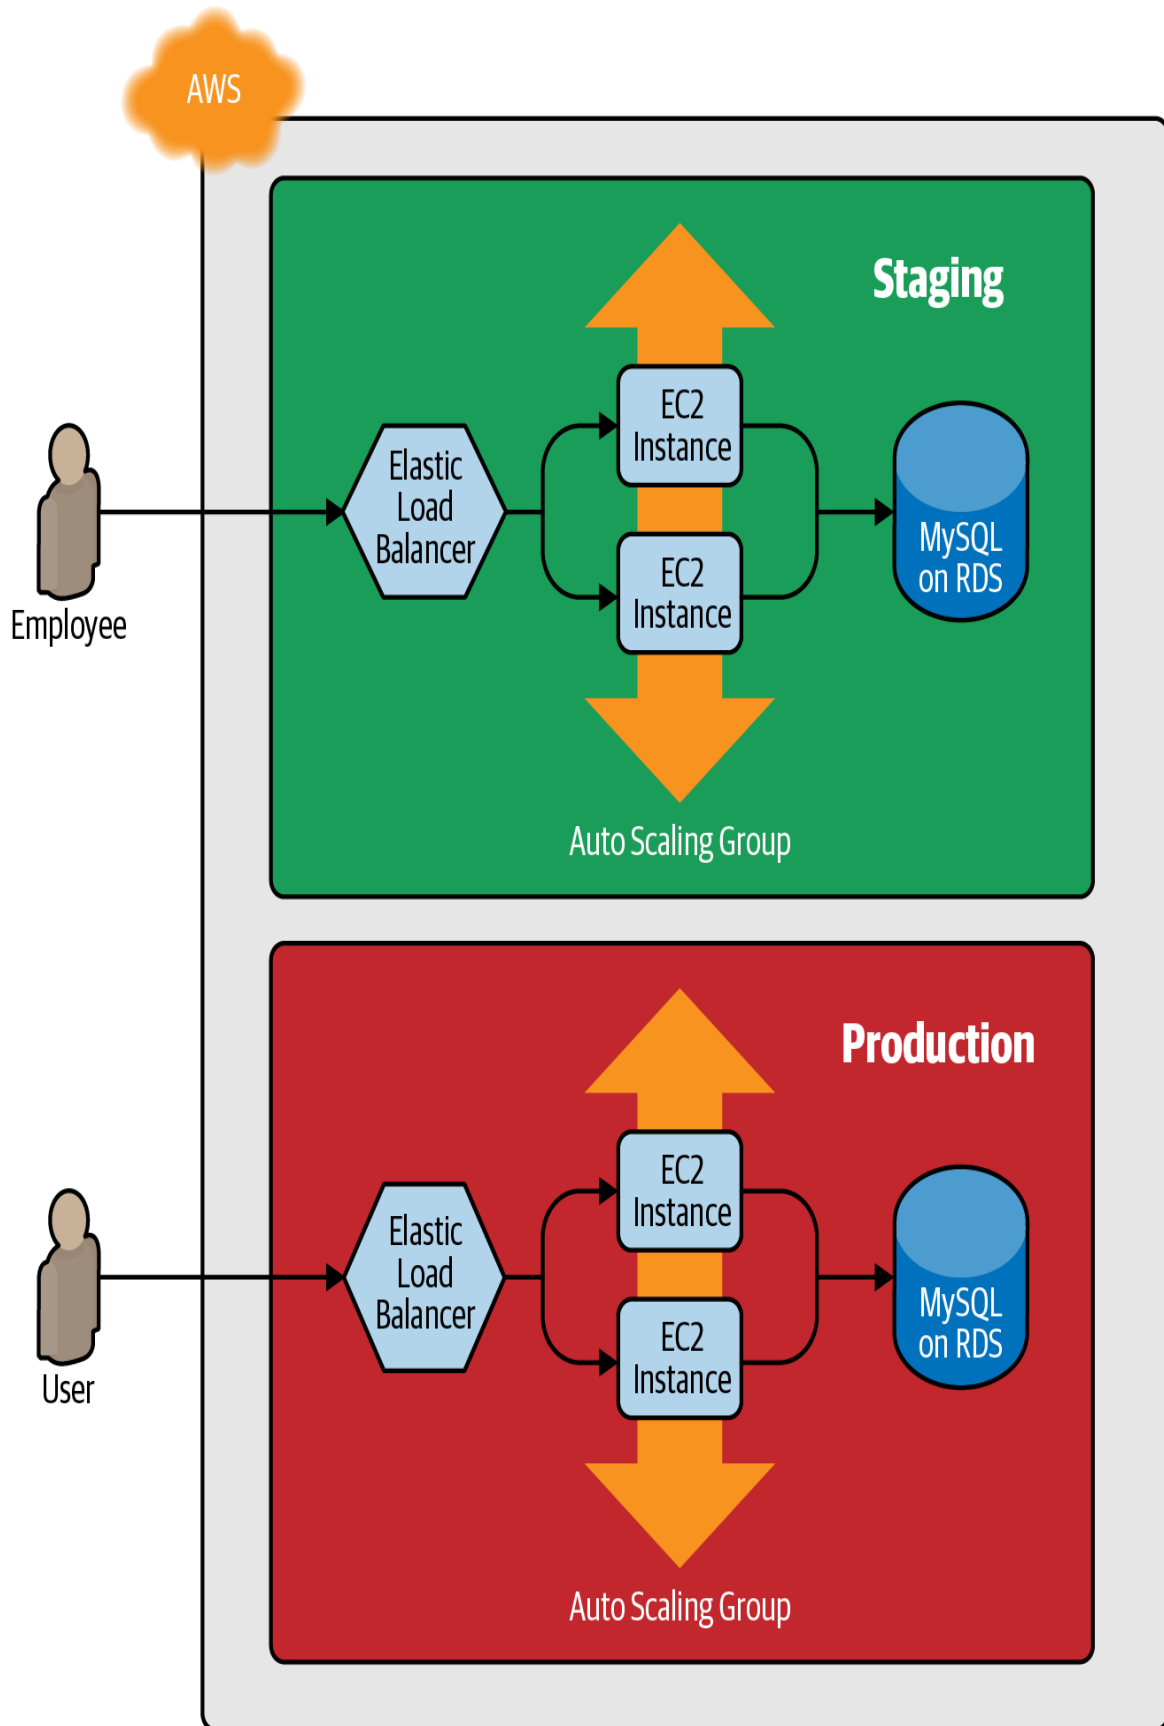 AWS
Staging
EC2
Instance
Elastic
Load
Balancer
EC2
Instance
MySQL
on RDS
Employee
Auto Scaling Group
Production
EC2
Instance
Elastic
Load
Balancer
EC2
Instance
MySQL
on RDS
User
Auto Scaling Group